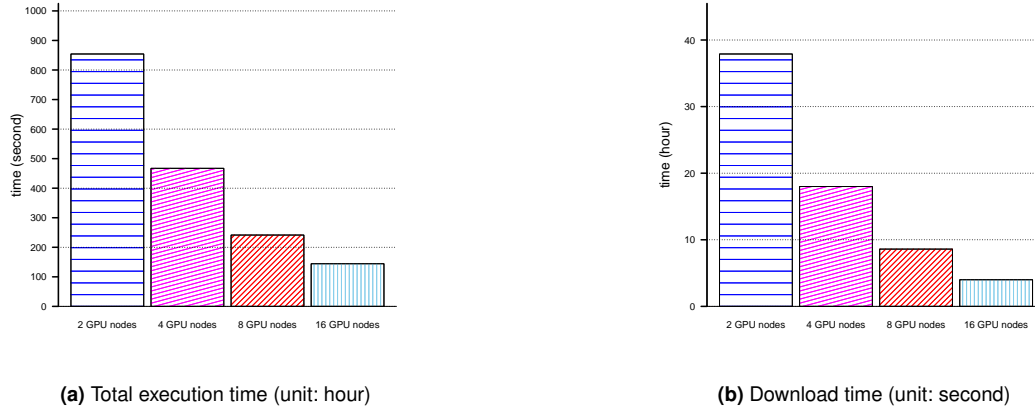 1000
900
800
700
600
500
400
300
200
100
0
time (second)
2 GPU nodes 4 GPU nodes 8 GPU nodes 16 GPU nodes
(a) Total execution time (unit: hour)
40
30
20
10
0
time (hour)
2 GPU nodes 4 GPU nodes 8 GPU nodes 16 GPU nodes
(b) Download time (unit: second)